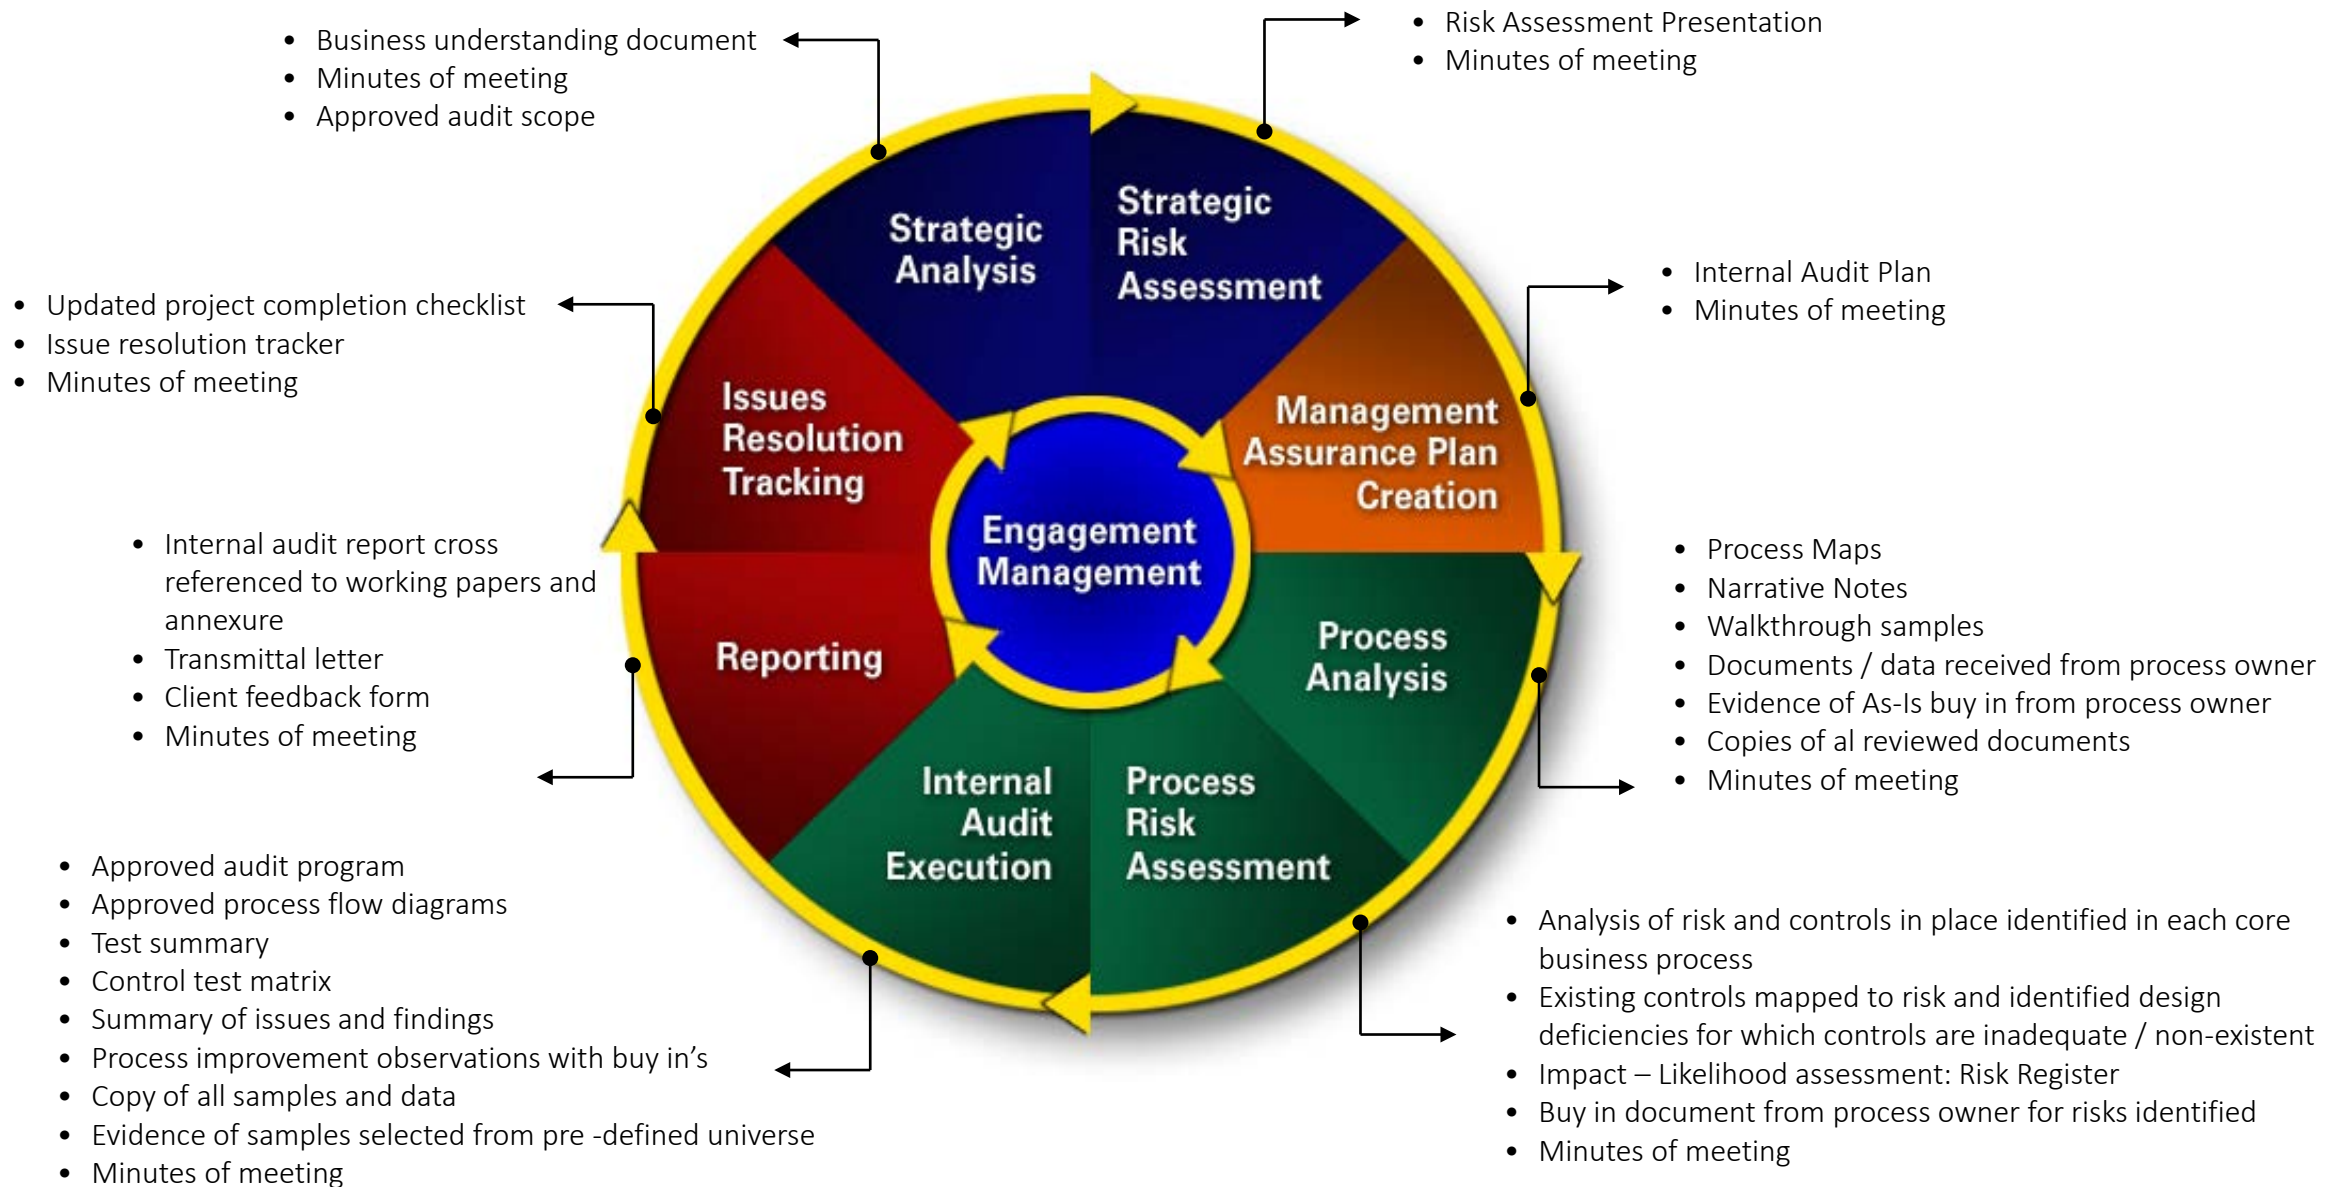 • Business understanding document
• Minutes of meeting
• Approved audit scope
• Risk Assessment Presentation
• Minutes of meeting
Strategic
Analysis
Strategic
Risk
Assessment
• Internal Audit Plan
• Minutes of meeting
• Updated project completion checklist
• Issue resolution tracker
• Minutes of meeting
Issues
Resolution
Tracking
Management
Assurance Plan
Creation
Engagement
Management
• Internal audit report cross
referenced to working papers and
annexure
• Transmittal letter
• Client feedback form
• Minutes of meeting
Reporting
Process
Analysis
• Process Maps
• Narrative Notes
• Walkthrough samples
• Documents / data received from process owner
• Evidence of As-Is buy in from process owner
• Copies of al reviewed documents
• Minutes of meeting
Internal
Audit
Execution
Process
Risk
Assessment
• Approved audit program
• Approved process flow diagrams
• Test summary
• Control test matrix
• Summary of issues and findings
• Process improvement observations with buy in’s
• Copy of all samples and data
• Evidence of samples selected from pre -defined universe
• Minutes of meeting
• Analysis of risk and controls in place identified in each core
business process
• Existing controls mapped to risk and identified design
deficiencies for which controls are inadequate / non-existent
• Impact – Likelihood assessment: Risk Register
• Buy in document from process owner for risks identified
• Minutes of meeting